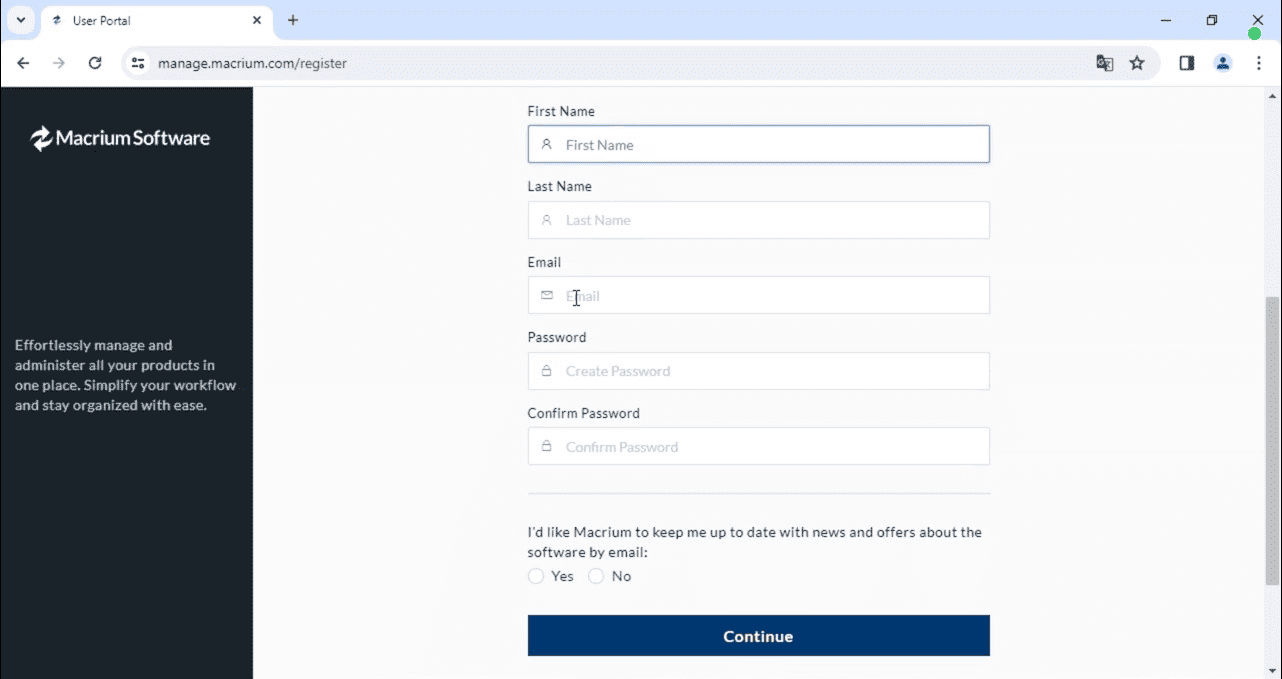 User Portal
manage.macrium.com/register
Macrium Software
Effortlessly manage and
administer all your products in
one place. Simplify your workflow
and stay organized with ease.
First Name
First Name
Last Name
Last Name
Email
Email
Password
Create Password
Confirm Password
Confirm Password
I'd like Macrium to keep me up to date with news and offers about the
software by email:
Yes No
Continue